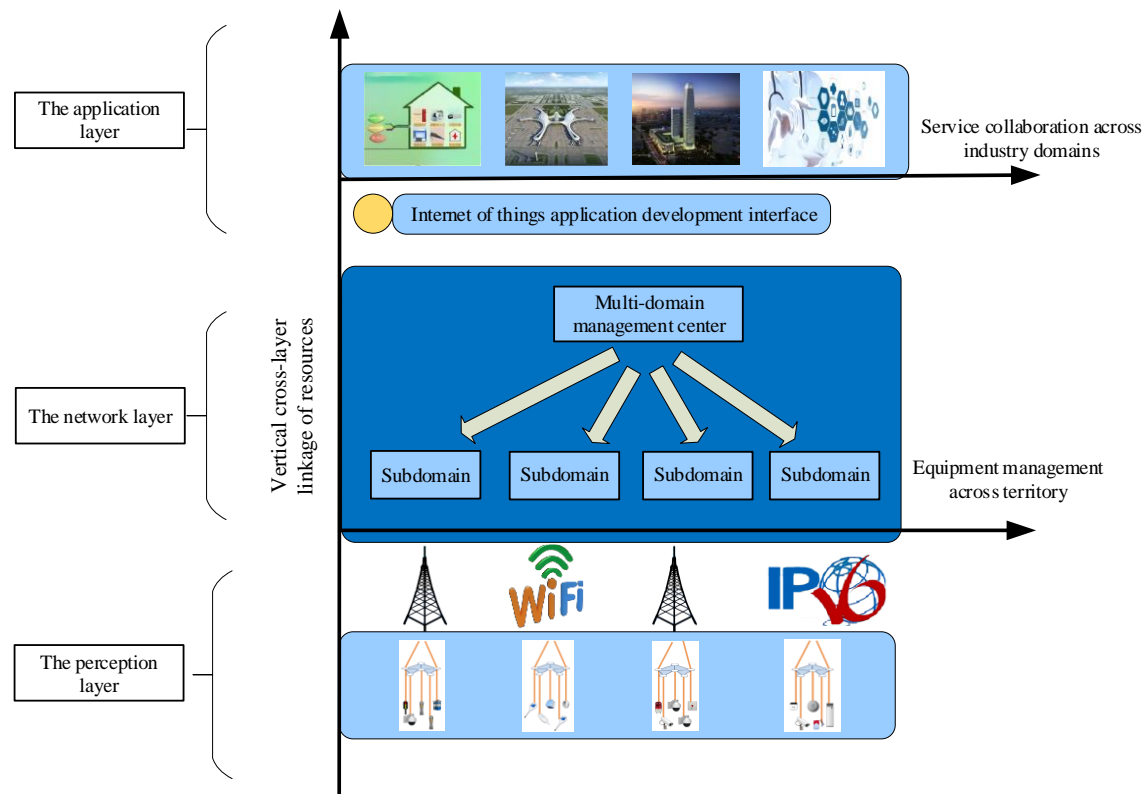 The application
layer
Service collaboration across
industry domains
Internet of things application development interface
Multi-domain
management center
Vertical cross-layer
linkage of resources
The network layer
Subdomain
Subdomain
Subdomain
Subdomain
Equipment management
across territory
WiFi
IPv6
The perception
layer